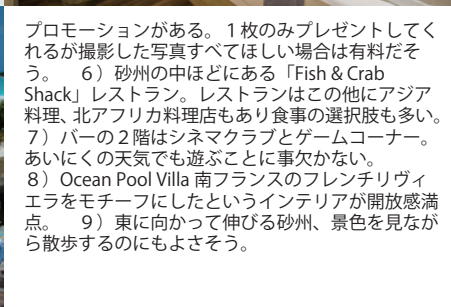 プロモーションがある。１枚のみプレゼントしてく
れるが撮影した写真すべてほしい場合は有料だそ
う。　６）砂州の中ほどにある「Fish & Crab
Shack」レストラン。レストランはこの他にアジア
料理、北アフリカ料理店もあり食事の選択肢も多い。
７）バーの２階はシネマクラブとゲームコーナー。
あいにくの天気でも遊ぶことに事欠かない。
８）Ocean Pool Villa 南フランスのフレンチリヴィ
エラをモチーフにしたというインテリアが開放感満
点。　９）東に向かって伸びる砂州、景色を見なが
ら散歩するのにもよさそう。